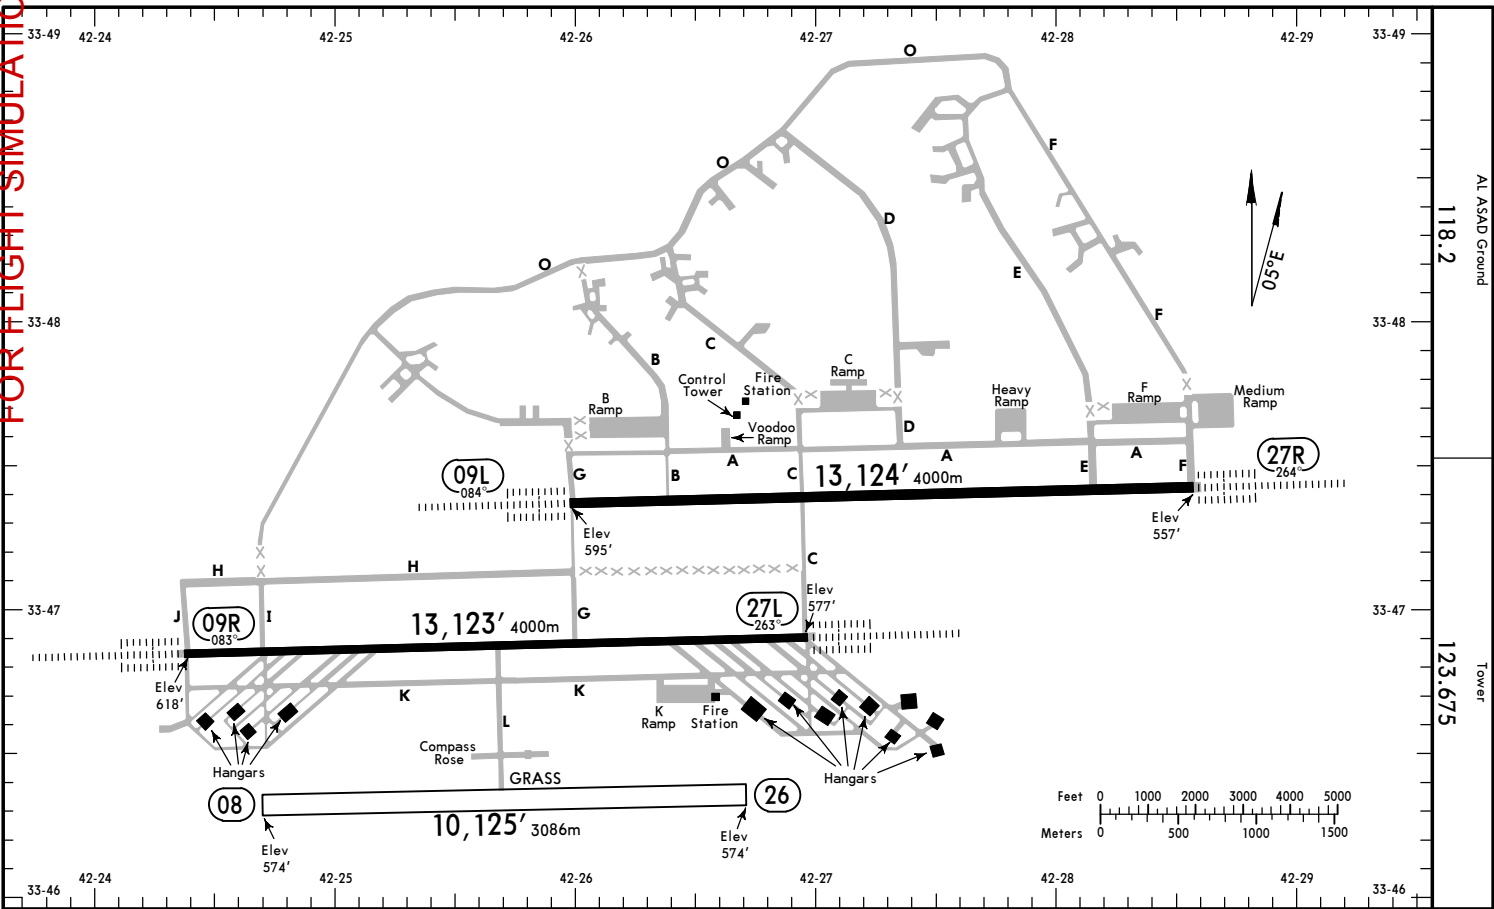 42-24
42-25
42-26
42-27
42-28
42-29
33-49
33-49
O
FOR FLIGHT SIMULATIO
F
O
AL ASAD Ground
118.2
D
05°E
O
E
F
33-48
33-48
C
B
C
Ramp
Control
Tower
Fire
Station
Heavy
Ramp
F
Ramp
Medium
Ramp
B
Ramp
Voodoo
Ramp
D
A
A
A
09L
084°
G
B
C
13,124′ 4000m
E
F
27R
264°
Elev
595′
Elev
557′
H
H
C
Elev
577′
33-47
33-47
J
09R
083°
I
13,123′ 4000m
G
27L
263°
Tower
123.675
Elev
618′
K
K
K
Ramp
Fire
Station
L
Compass
Rose
Hangars
Hangars
GRASS
08
26
10,125′ 3086m
Elev
574′
Elev
574′
Feet 0 1000 2000 3000 4000 5000
Meters 0 500 1000 1500
33-46
42-24
42-25
42-26
42-27
42-28
42-29
33-46